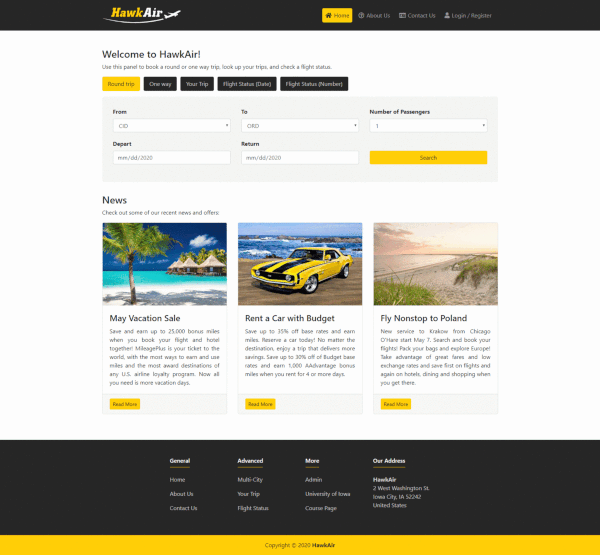 HawkAir
Home
About Us
Contact Us
Login / Register
Welcome to HawkAir!
Use this panel to book a round or one way trip, look up your trips, and check a flight status.
Round trip
One way
Your Trip
Flight Status (Date)
Flight Status (Number)
From
To
Number of Passengers
CID
ORD
1
Depart
Return
mm/dd/2020
mm/dd/2020
Search
News
Check out some of our recent news and offers:
May Vacation Sale
Save and earn up to 25,000 bonus miles
when you book your flight and hotel
together! MileagePlus is your ticket to the
world, with the most ways to earn and use
miles and the most award destinations of
any U.S. airline loyalty program. Now all
you need is more vacation days.
Read More
Rent a Car with Budget
Save up to 35% off base rates and earn
miles. Reserve a car today! No matter the
destination, enjoy a trip that delivers more
savings. Save up to 30% of Budget base
rates and earn 1,000 AAdvantage bonus
miles when you rent for 4 or more days.
Read More
Fly Nonstop to Poland
New service to Krakow from Chicago
O'Hare start May 7. Search and book your
flights! Pack your bags and explore Europe!
Take advantage of great fares and low
exchange rates and save first on flights and
again on hotels, dining and shopping when
you get there.
Read More
General
Home
About Us
Contact Us
Advanced
Multi-City
Your Trip
Flight Status
More
Admin
University of Iowa
Course Page
Our Address
HawkAir
2 West Washington St.
Iowa City, IA 52242
United States
Copyright © 2020 HawkAir